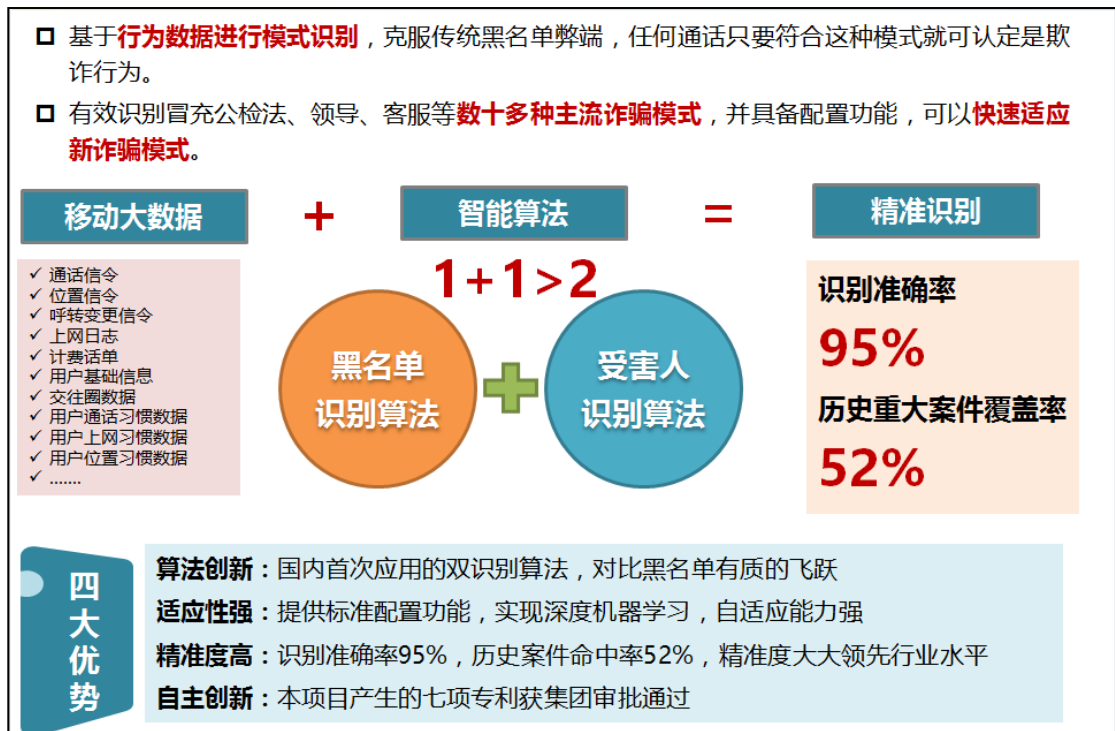 基于行为数据进行模式识别，克服传统黑名单弊端，任何通话只要符合这种模式就可认定是欺
诈行为。
有效识别冒充公检法、领导、客服等数十多种主流诈骗模式，并具备配置功能，可以快速适应
新诈骗模式。
移动大数据 + 智能算法 = 精准识别
✓ 通话信令
✓ 位置信令
✓ 呼转变更信令
✓ 上网日志
✓ 计费话单
✓ 用户基础信息
✓ 交往圈数据
✓ 用户通话习惯数据
✓ 用户上网习惯数据
✓ 用户位置习惯数据
✓ .......
1+1>2
黑名单
识别算法
受害人
识别算法
识别准确率
95%
历史重大案件覆盖率
52%
四大优势
算法创新：国内首次应用的双识别算法，对比黑名单有质的飞跃
适应性强：提供标准配置功能，实现深度机器学习，自适应能力强
精准度高：识别准确率95%，历史案件命中率52%，精准度大大领先行业水平
自主创新：本项目产生的七项专利获集团审批通过